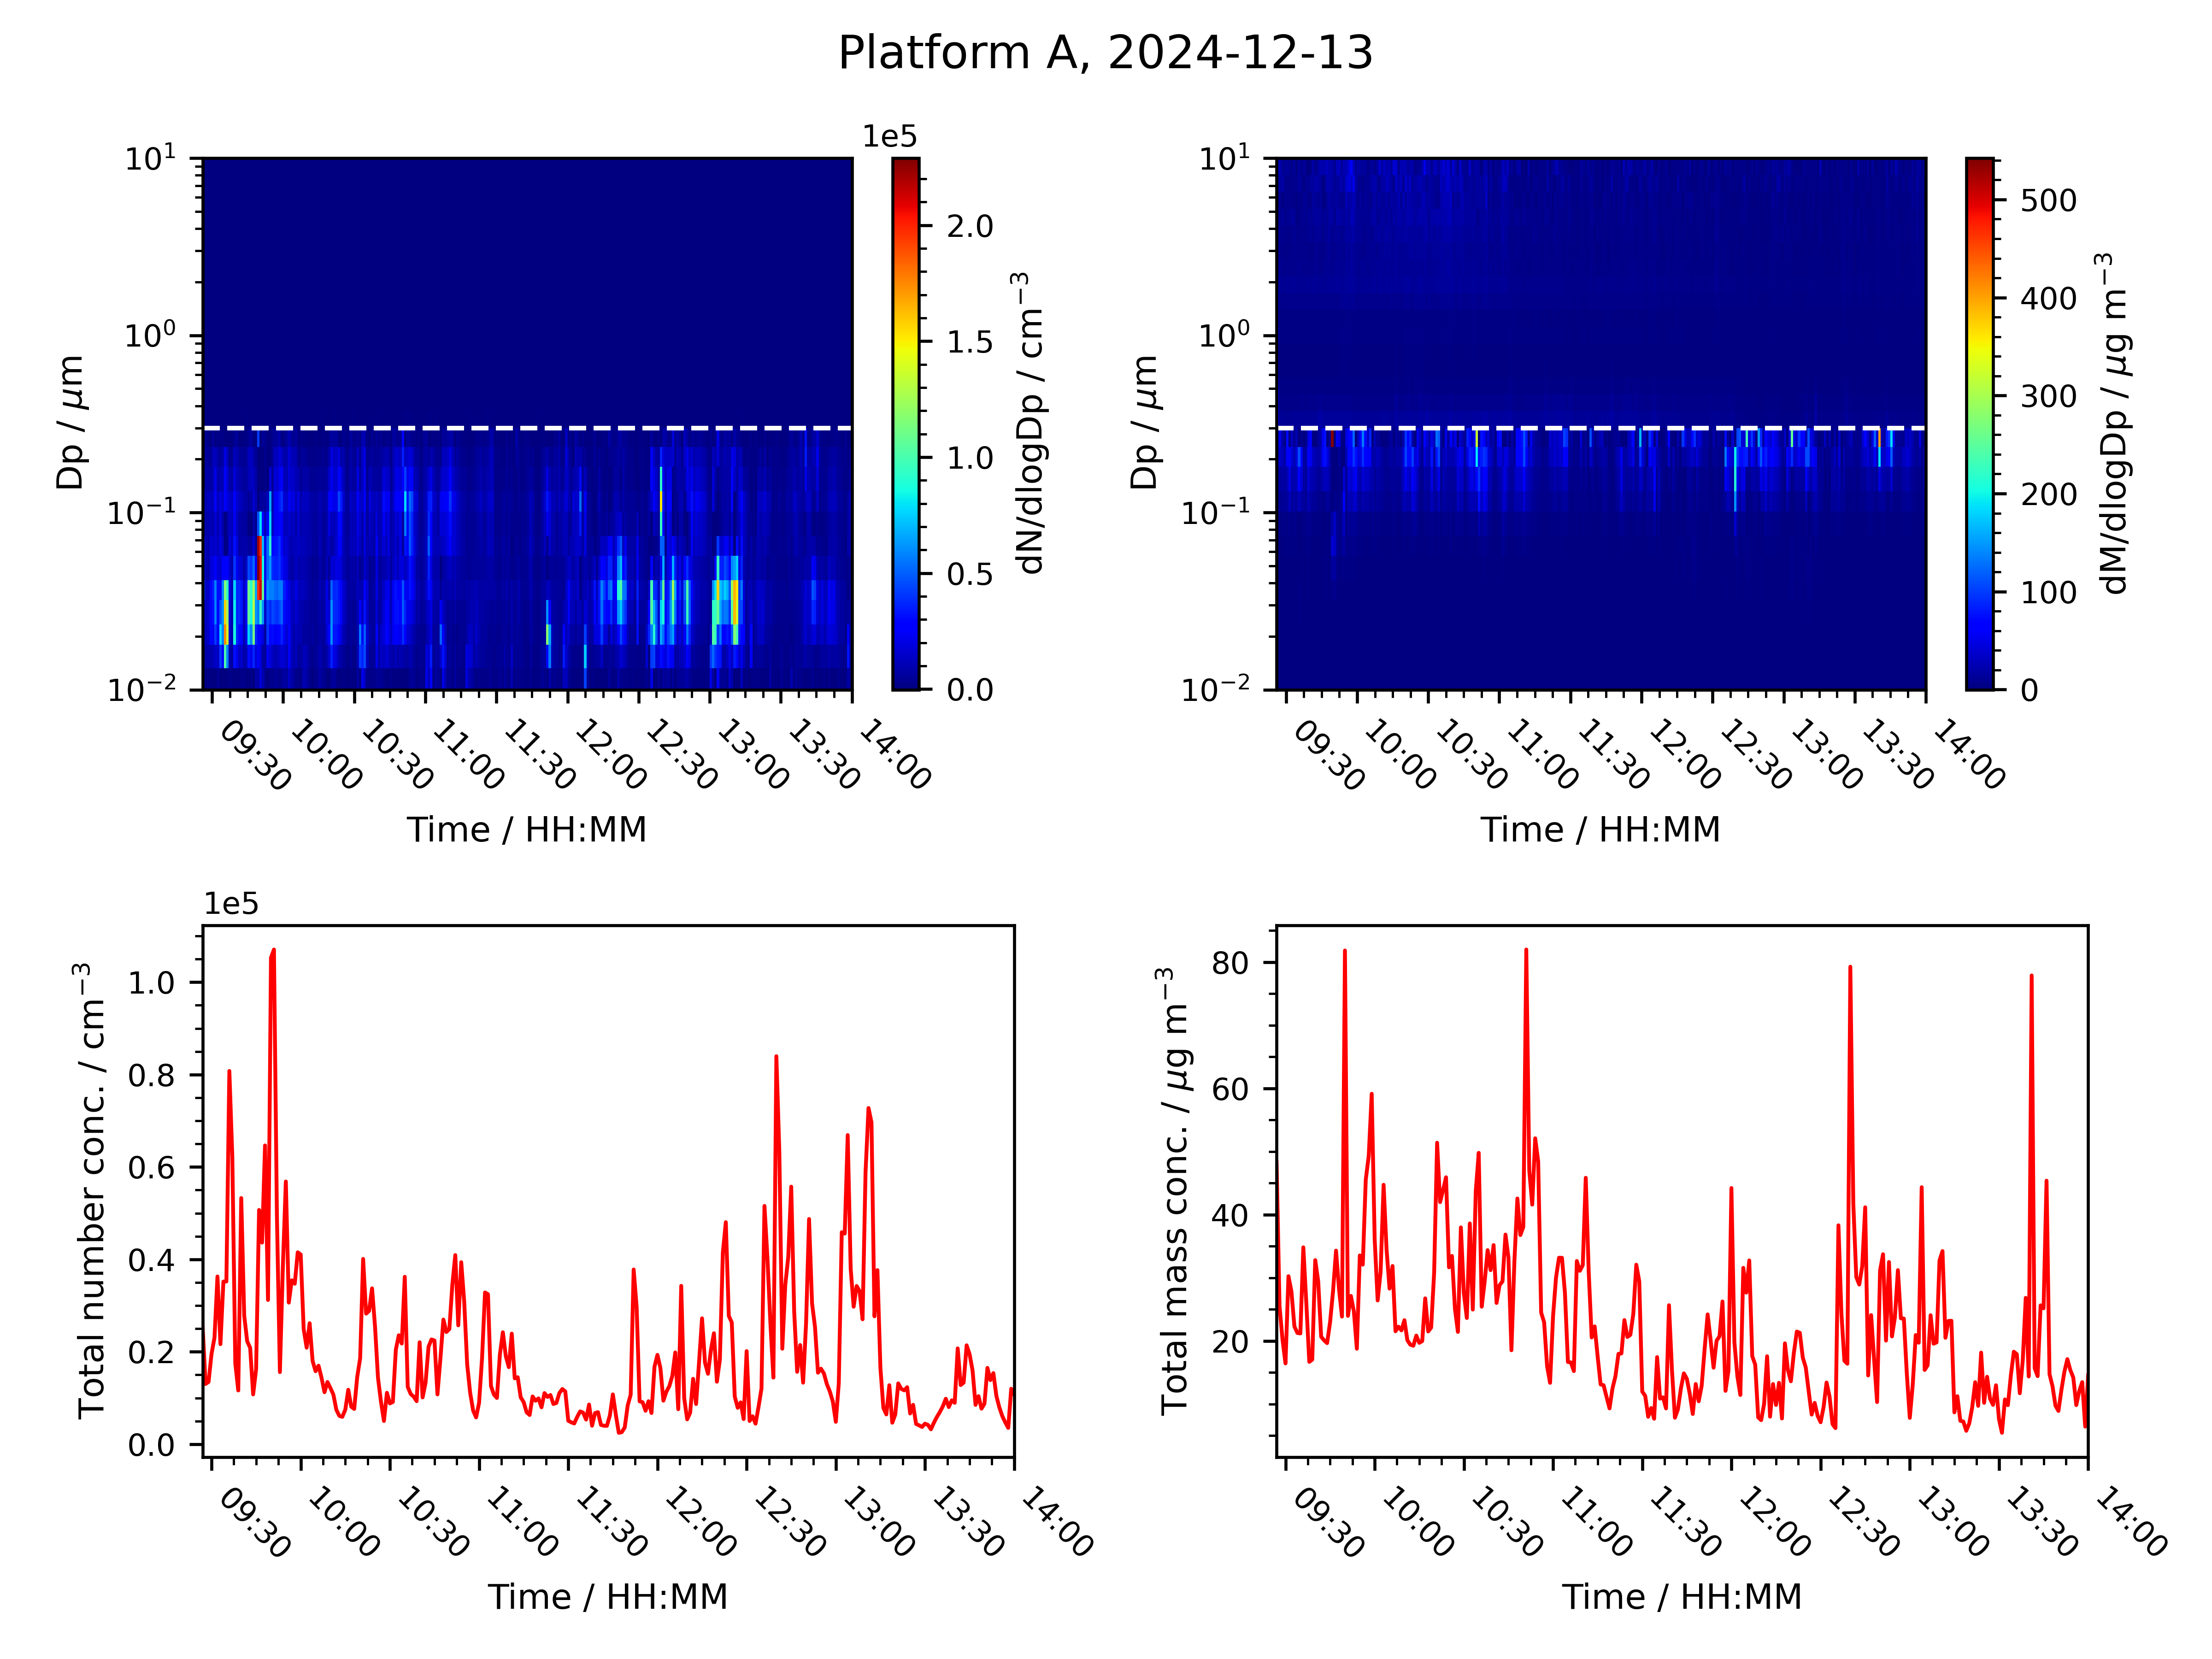 Platform A, 2024-12-13
1e5
10¹
10⁰
10⁻¹
10⁻²
Dp / μm
09:30 10:00 10:30 11:00 11:30 12:00 12:30 13:00 13:30 14:00
Time / HH:MM
2.0
1.5
1.0
0.5
0.0
dN/dlogDp / cm⁻³
10¹
10⁰
10⁻¹
10⁻²
Dp / μm
09:30 10:00 10:30 11:00 11:30 12:00 12:30 13:00 13:30 14:00
Time / HH:MM
500
400
300
200
100
0
dM/dlogDp / μg m⁻³
1e5
1.0
0.8
0.6
0.4
0.2
0.0
Total number conc. / cm⁻³
09:30 10:00 10:30 11:00 11:30 12:00 12:30 13:00 13:30 14:00
Time / HH:MM
80
60
40
20
Total mass conc. / μg m⁻³
09:30 10:00 10:30 11:00 11:30 12:00 12:30 13:00 13:30 14:00
Time / HH:MM